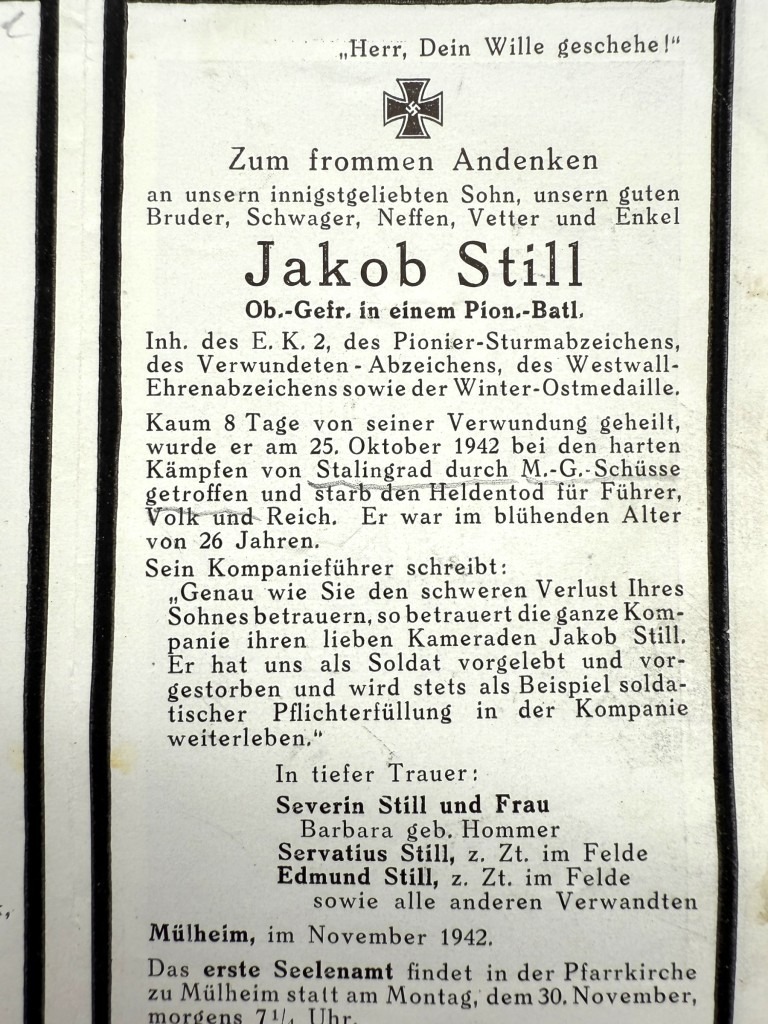 „Herr, Dein Wille geschehe!“
Zum frommen Andenken
an unsern innigstgeliebten Sohn, unsern guten
Bruder, Schwager, Neffen, Vetter und Enkel
Jakob Still
Ob.-Gefr. in einem Pion.-Batl.
Inh. des E. K. 2, des Pionier-Sturmabzeichens,
des Verwundeten-Abzeichens, des Westwall-
Ehrenabzeichens sowie der Winter-Ostmedaille.
Kaum 8 Tage von seiner Verwundung geheilt,
wurde er am 25. Oktober 1942 bei den harten
Kämpfen von Stalingrad durch M.-G.-Schüsse
getroffen und starb den Heldentod für Führer,
Volk und Reich. Er war im blühenden Alter
von 26 Jahren.
Sein Kompanieführer schreibt:
„Genau wie Sie den schweren Verlust Ihres
Sohnes betrauern, so betrauert die ganze Kom-
panie ihren lieben Kameraden Jakob Still.
Er hat uns als Soldat vorgelebt und vor-
gestorben und wird stets als Beispiel solda-
tischer Pflichterfüllung in der Kompanie
weiterleben.“
In tiefer Trauer:
Severin Still und Frau
Barbara geb. Hommer
Servatius Still, z. Zt. im Felde
Edmund Still, z. Zt. im Felde
sowie alle anderen Verwandten
Mülheim, im November 1942.
Das erste Seelenamt findet in der Pfarrkirche
zu Mülheim statt am Montag, dem 30. November,
morgens 7¼ Uhr.